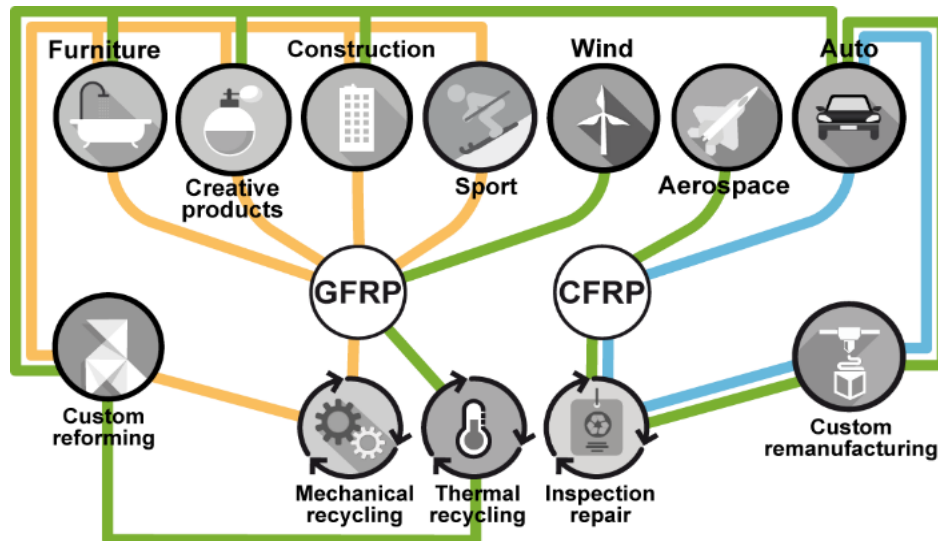 Furniture
Construction
Wind
Auto
Creative
products
Sport
Aerospace
GFRP
CFRP
Custom
reforming
Mechanical
recycling
Thermal
recycling
Inspection
repair
Custom
remanufacturing